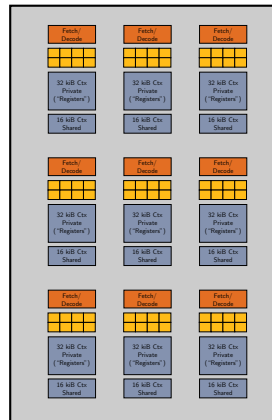 Fetch/
Decode
32 kiB Ctx
Private
("Registers")
16 kiB Ctx
Shared
Fetch/
Decode
32 kiB Ctx
Private
("Registers")
16 kiB Ctx
Shared
Fetch/
Decode
32 kiB Ctx
Private
("Registers")
16 kiB Ctx
Shared
Fetch/
Decode
32 kiB Ctx
Private
("Registers")
16 kiB Ctx
Shared
Fetch/
Decode
32 kiB Ctx
Private
("Registers")
16 kiB Ctx
Shared
Fetch/
Decode
32 kiB Ctx
Private
("Registers")
16 kiB Ctx
Shared
Fetch/
Decode
32 kiB Ctx
Private
("Registers")
16 kiB Ctx
Shared
Fetch/
Decode
32 kiB Ctx
Private
("Registers")
16 kiB Ctx
Shared
Fetch/
Decode
32 kiB Ctx
Private
("Registers")
16 kiB Ctx
Shared